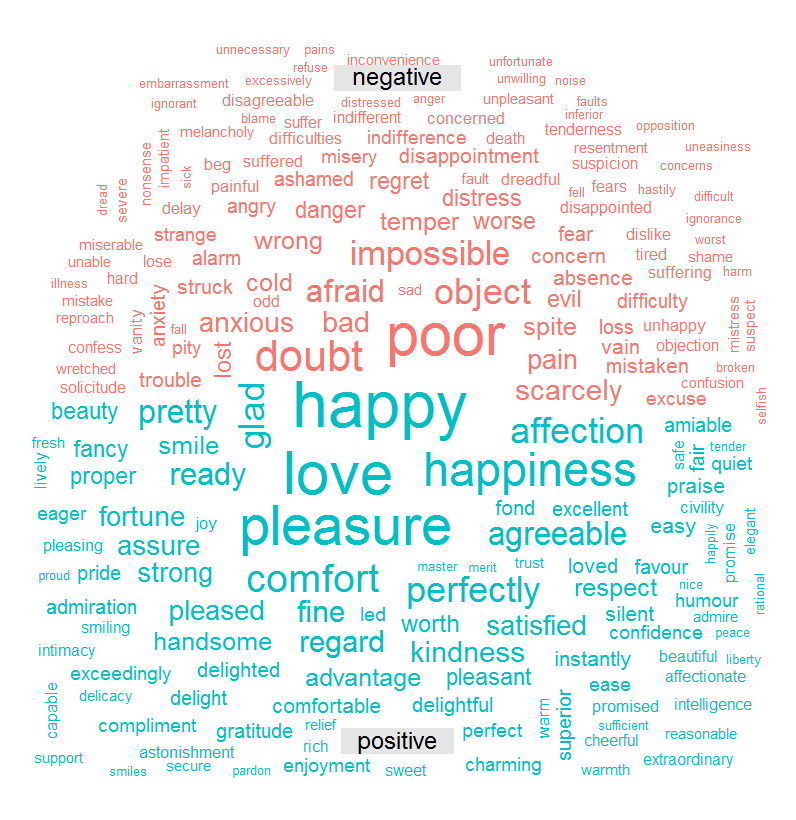 unnecessary pains
inconvenience
refuse unfortunate
negative
embarrassment excessively unwilling noise
ignorant disagreeable distressed anger unpleasant faults
blame suffer indifferent concerned inferior
melancholy difficulties indifference death tenderness opposition
nonsense impatient sick beg suffered misery disappointment resentment suspicion uneasiness concerns
dread severe painful ashamed regret fault dreadful fell fears hastily difficult
delay angry danger temper distress worse disappointed ignorance
miserable strange wrong impossible concern fear dislike worst
unable lose alarm absence tired shame
illness hard struck cold afraid sad object evil difficulty suffering harm
mistake anxiety odd
reproach vanity fall anxious bad poor spite loss unhappy mistress suspect
confess pity lost doubt pain vain objection
wretched mistaken broken
solicitude trouble scarcely excuse confusion selfish
beauty pretty glad happy affection amiable
fresh fancy smile safe fair tender
lively proper ready love happiness quiet
praise
eager fortune joy pleasure fond excellent civility
pleasing assure agreeable easy happily promise elegant
proud pride strong comfort master merit trust loved favour
perfectly respect nice rational
admiration pleased fine led worth satisfied silent humour admire
smiling handsome regard confidence peace
intimacy kindness instantly beautiful liberty
exceedingly delighted advantage pleasant affectionate
capable delicacy delight comfortable delightful warm superior ease promised intelligence
compliment gratitude relief perfect sufficient
positive cheerful reasonable
support astonishment rich
smiles secure pardon enjoyment sweet charming warmth extraordinary